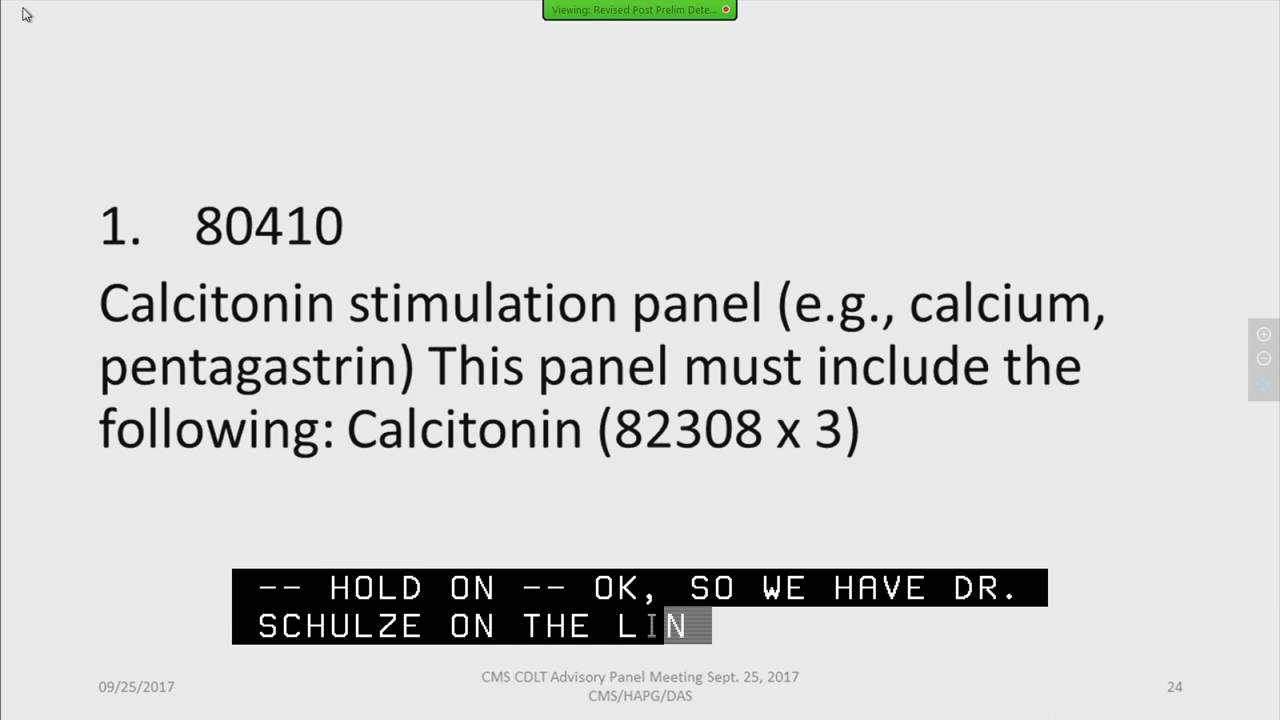 Viewing: Revised Post Prelim Dete...
1. 80410
Calcitonin stimulation panel (e.g., calcium,
pentagastrin) This panel must include the
following: Calcitonin (82308 x 3)
-- HOLD ON -- OK, SO WE HAVE DR.
SCHULZE ON THE LIN
09/25/2017
CMS CDLT Advisory Panel Meeting Sept. 25, 2017
CMS/HAPG/DAS
24